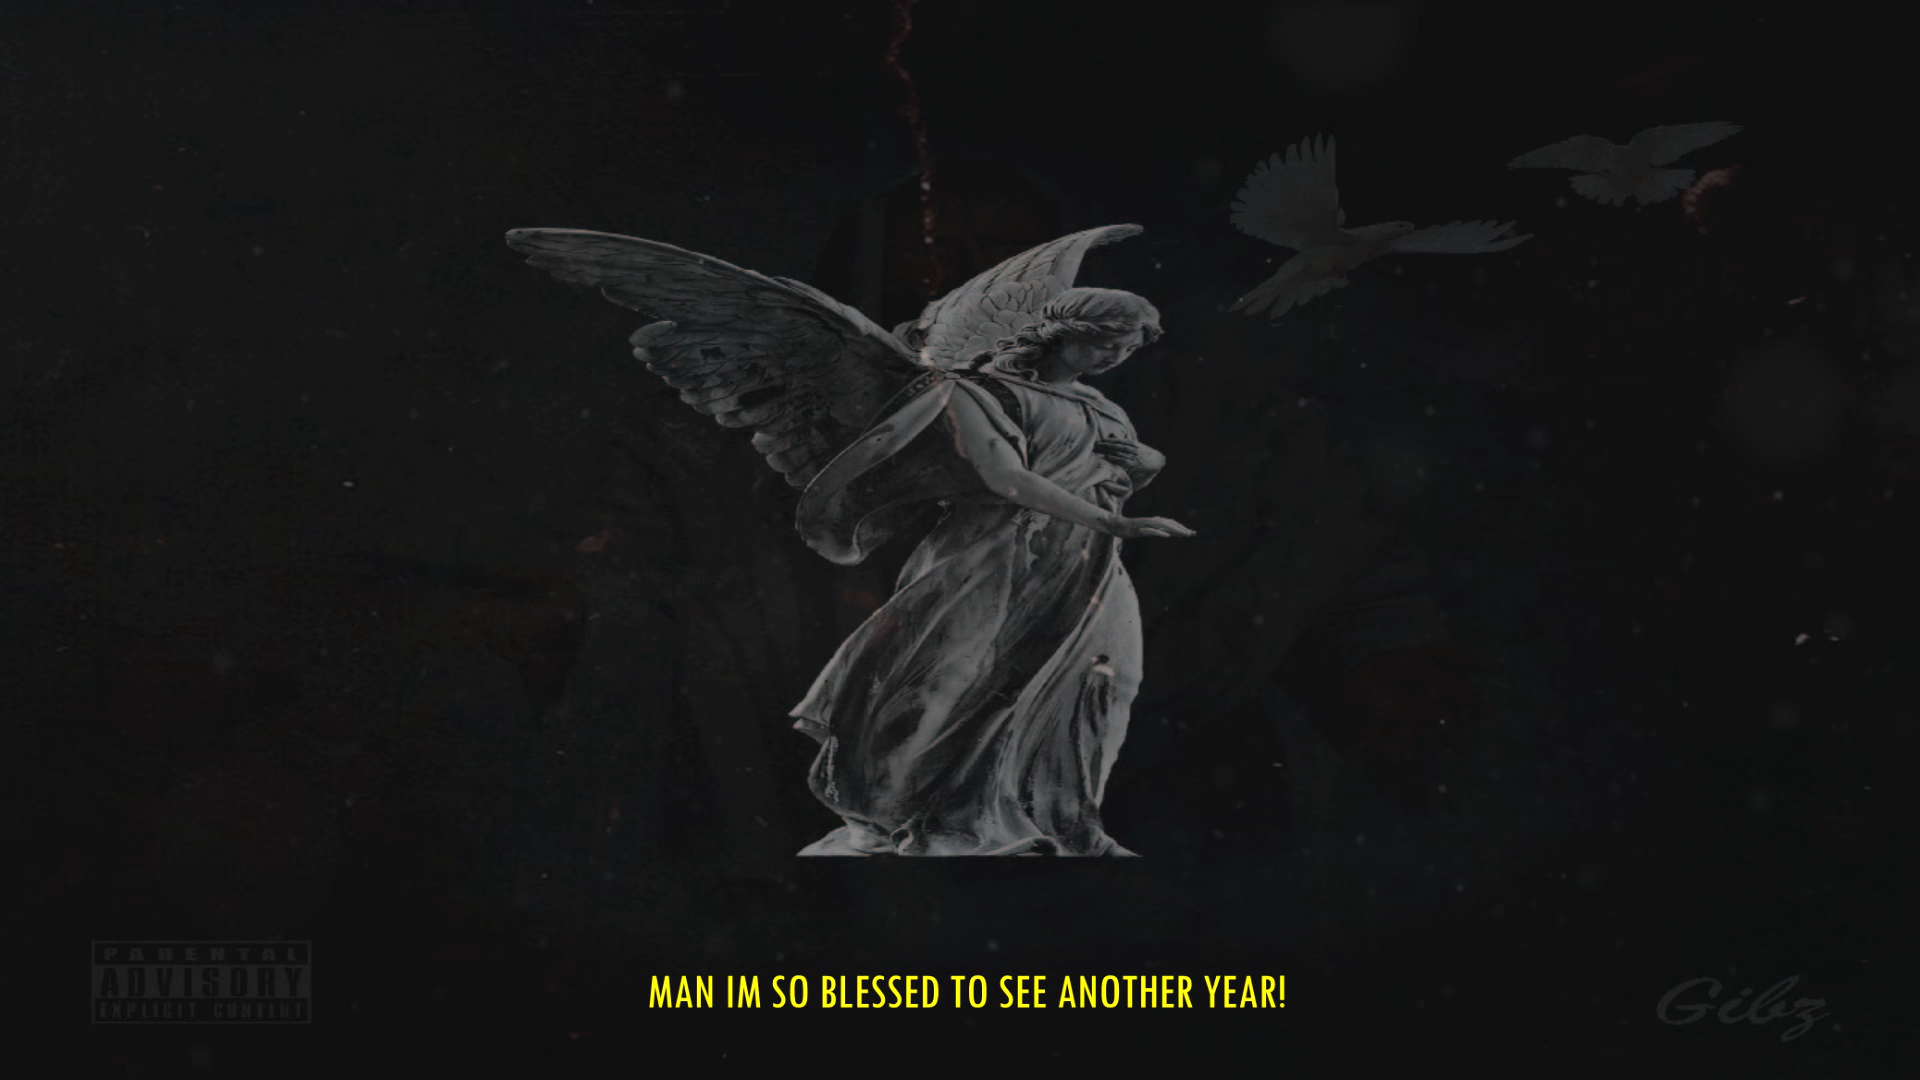 PARENTAL
ADVISORY
EXPLICIT CONTENT
MAN IM SO BLESSED TO SEE ANOTHER YEAR!
Gibz